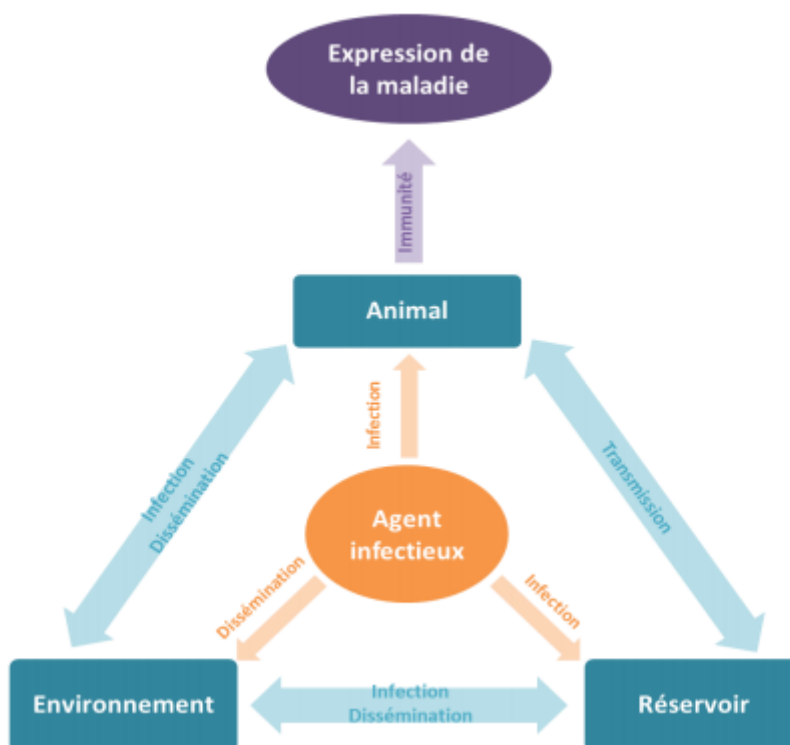 Expression de
la maladie
Immunité
Animal
Infection
Infection
Dissémination
Transmission
Agent
infectieux
Dissémination
Infection
Environnement
Infection
Dissémination
Réservoir